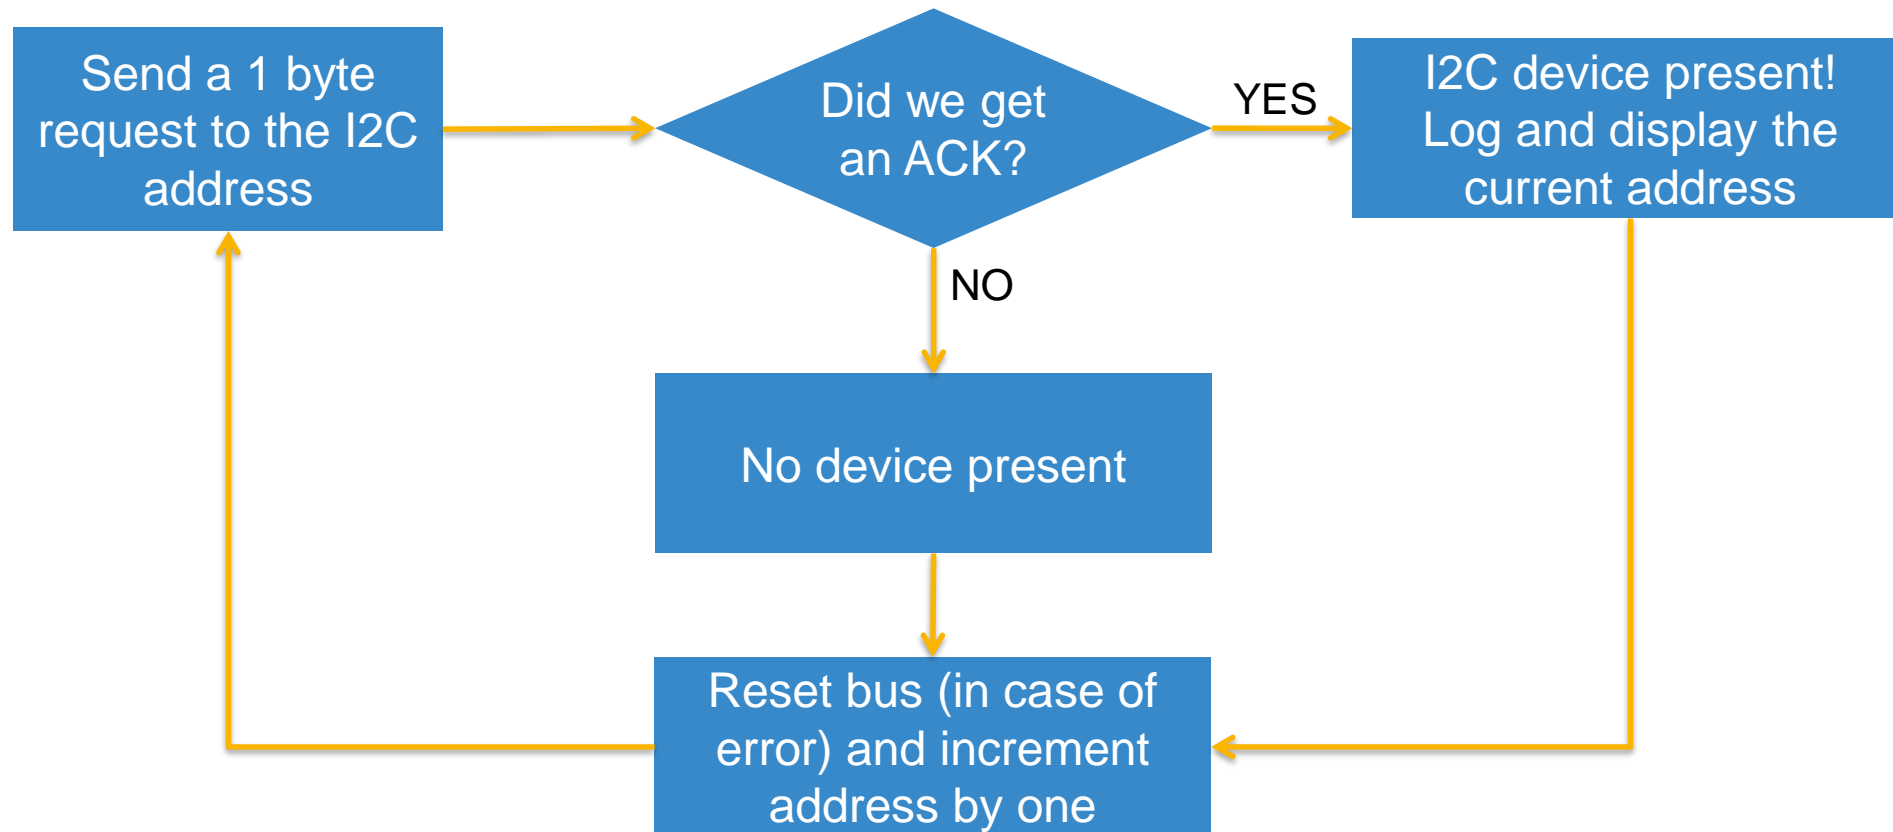 Send a 1 byte
request to the I2C
address
Did we get
an ACK?
YES
I2C device present!
Log and display the
current address
NO
No device present
Reset bus (in case of
error) and increment
address by one